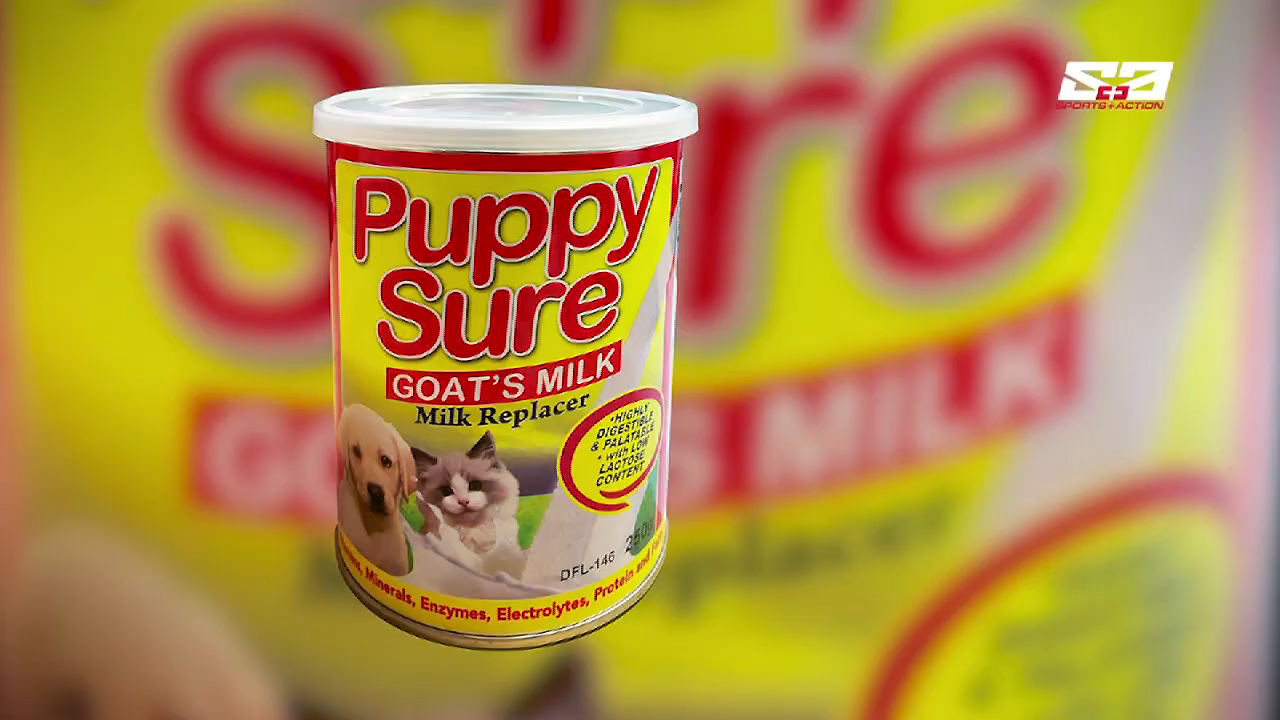 S+A
SPORTS+ACTION
Puppy
Sure
GOAT'S MILK
Milk Replacer
*HIGHLY
DIGESTIBLE
& PALATABLE
* with LOW
LACTOSE
CONTENT
250g
DFL-146
Minerals, Enzymes, Electrolytes, Protein and